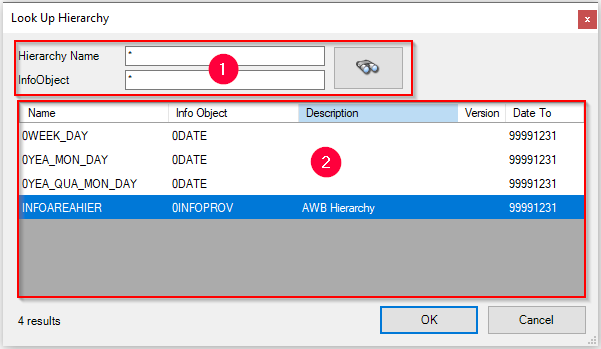 Look Up Hierarchy
x
Hierarchy Name *
1
InfoObject *
Name Info Object Description Version Date To
0WEEK_DAY 0DATE 99991231
0YEA_MON_DAY 0DATE 99991231
2
0YEA_QUA_MON_DAY 0DATE 99991231
INFOAREAHIER 0INFOPROV AWB Hierarchy 99991231
4 results OK Cancel